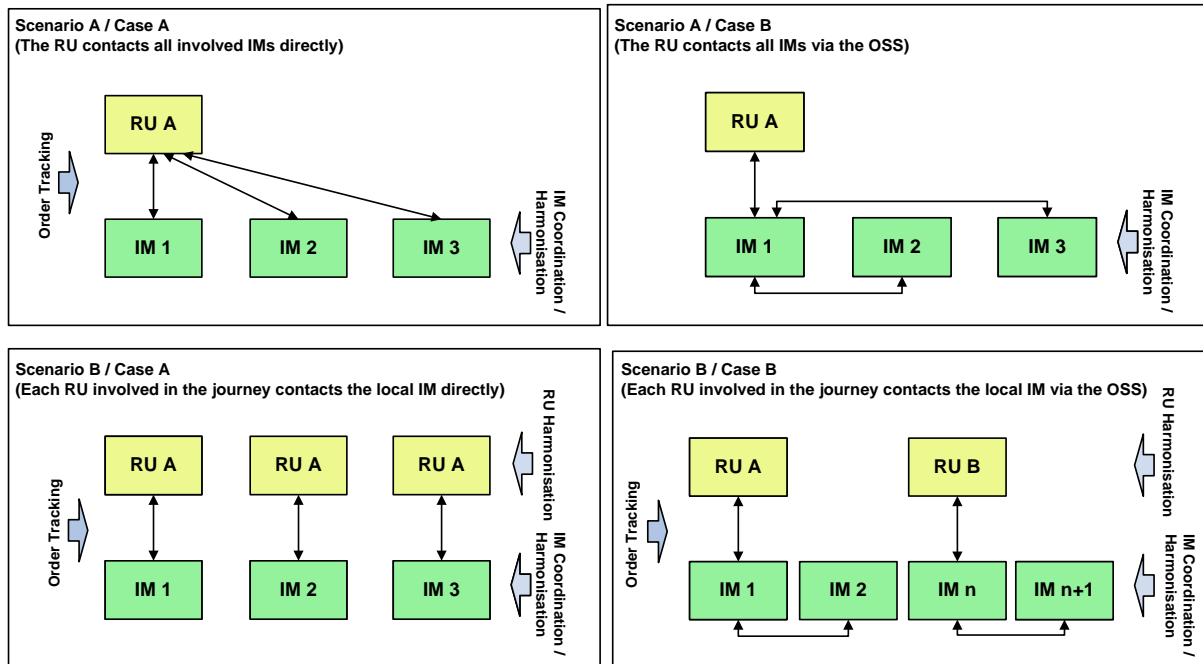 Scenario A / Case A
(The RU contacts all involved IMs directly)
RU A
Order Tracking
IM 1
IM 2
IM 3
IM Coordination /
Harmonisation
Scenario A / Case B
(The RU contacts all IMs via the OSS)
RU A
IM 1
IM 2
IM 3
IM Coordination /
Harmonisation
Scenario B / Case A
(Each RU involved in the journey contacts the local IM directly)
RU A
RU A
RU A
RU Harmonisation
Order Tracking
IM 1
IM 2
IM 3
IM Coordination /
Harmonisation
Scenario B / Case B
(Each RU involved in the journey contacts the local IM via the OSS)
RU A
RU B
RU Harmonisation
Order Tracking
IM 1
IM 2
IM n
IM n+1
IM Coordination /
Harmonisation